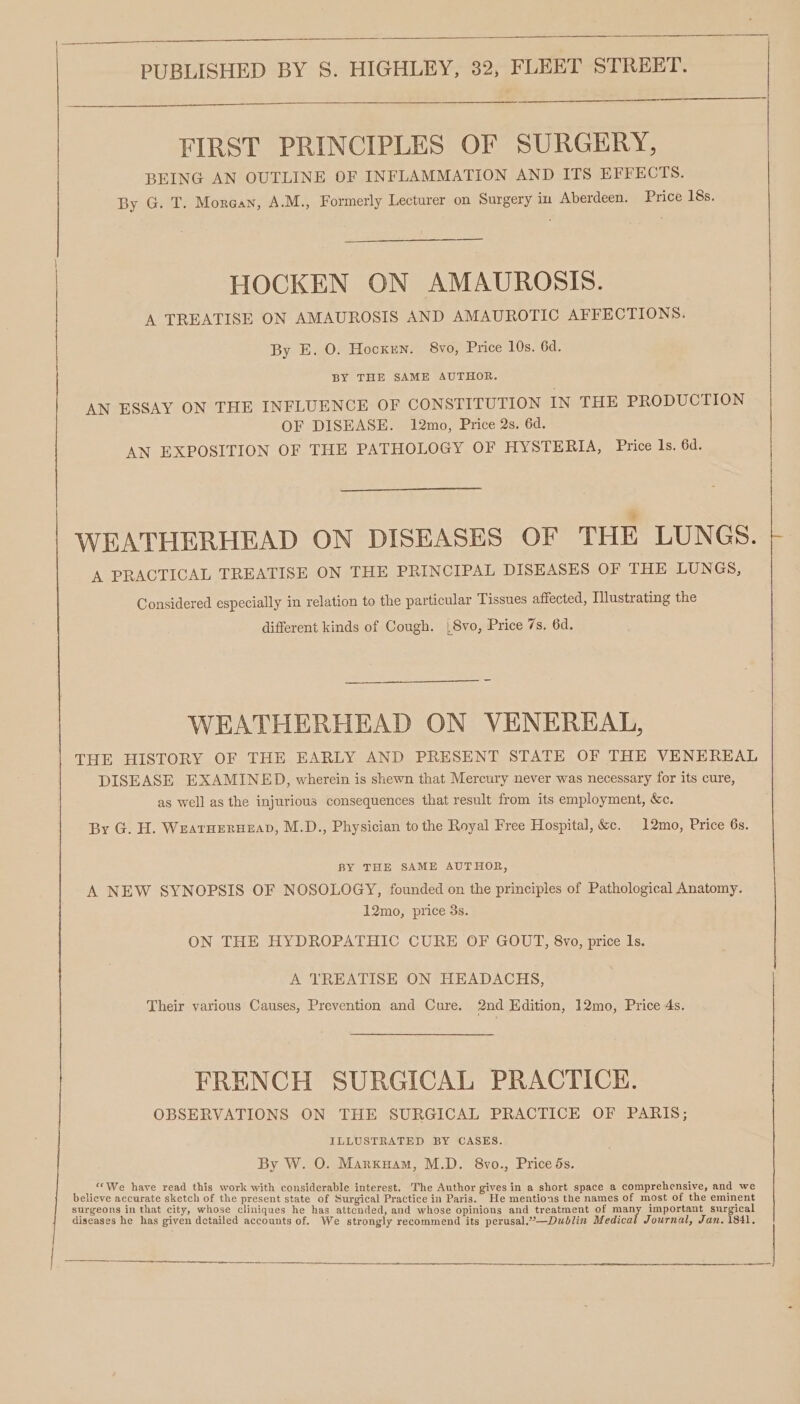 PUBLISHED BY S. HIGHLEY, 32, FLEET STREET.
FIRST PRINCIPLES OF SURGERY,
BEING AN OUTLINE OF INFLAMMATION AND ITS EFFECTS.
By G. T. MORGAN, A.M., Formerly Lecturer on Surgery in Aberdeen. Price 18s.
HOCKEN ON AMAUROSIS.
A TREATISE ON AMAUROSIS AND AMAUROTIC AFFECTIONS.
By E. O. HOCKEN. 8vo, Price 10s. 6d.
BY THE SAME AUTHOR.
AN ESSAY ON THE INFLUENCE OF CONSTITUTION IN THE PRODUCTION
OF DISEASE. 12mo, Price 2s. 6d.
AN EXPOSITION OF THE PATHOLOGY OF HYSTERIA, Price 1s. 6d.
WEATHERHEAD ON DISEASES OF THE LUNGS.
A PRACTICAL TREATISE ON THE PRINCIPAL DISEASES OF THE LUNGS,
Considered especially in relation to the particular Tissues affected, Illustrating the
different kinds of Cough. 8vo, Price 7s. 6d.
WEATHERHEAD ON VENEREAL,
THE HISTORY OF THE EARLY AND PRESENT STATE OF THE VENEREAL
DISEASE EXAMINED, wherein is shewn that Mercury never was necessary for its cure,
as well as the injurious consequences that result from its employment, &c.
By G. H. WEATHERHEAD, M.D., Physician to the Royal Free Hospital, &c. 12mo, Price 6s.
BY THE SAME AUTHOR,
A NEW SYNOPSIS OF NOSOLOGY, founded on the principles of Pathological Anatomy.
12mo, price 3s.
ON THE HYDROPATHIC CURE OF GOUT, 8vo, price 1s.
A TREATISE ON HEADACHS,
Their various Causes, Prevention and Cure. 2nd Edition, 12mo, Price 4s.
FRENCH SURGICAL PRACTICE.
OBSERVATIONS ON THE SURGICAL PRACTICE OF PARIS;
ILLUSTRATED BY CASES.
By W. O. MARKHAM, M.D. 8vo., Price 5s.
“We have read this work with considerable interest. The Author gives in a short space a comprehensive, and we
believe accurate sketch of the present state of Surgical Practice in Paris. He mentions the names of most of the eminent
surgeons in that city, whose cliniques he has attended, and whose opinions and treatment of many important surgical
diseases he has given detailed accounts of. We strongly recommend its perusal.”—Dublin Medical Journal, Jan. 1841.